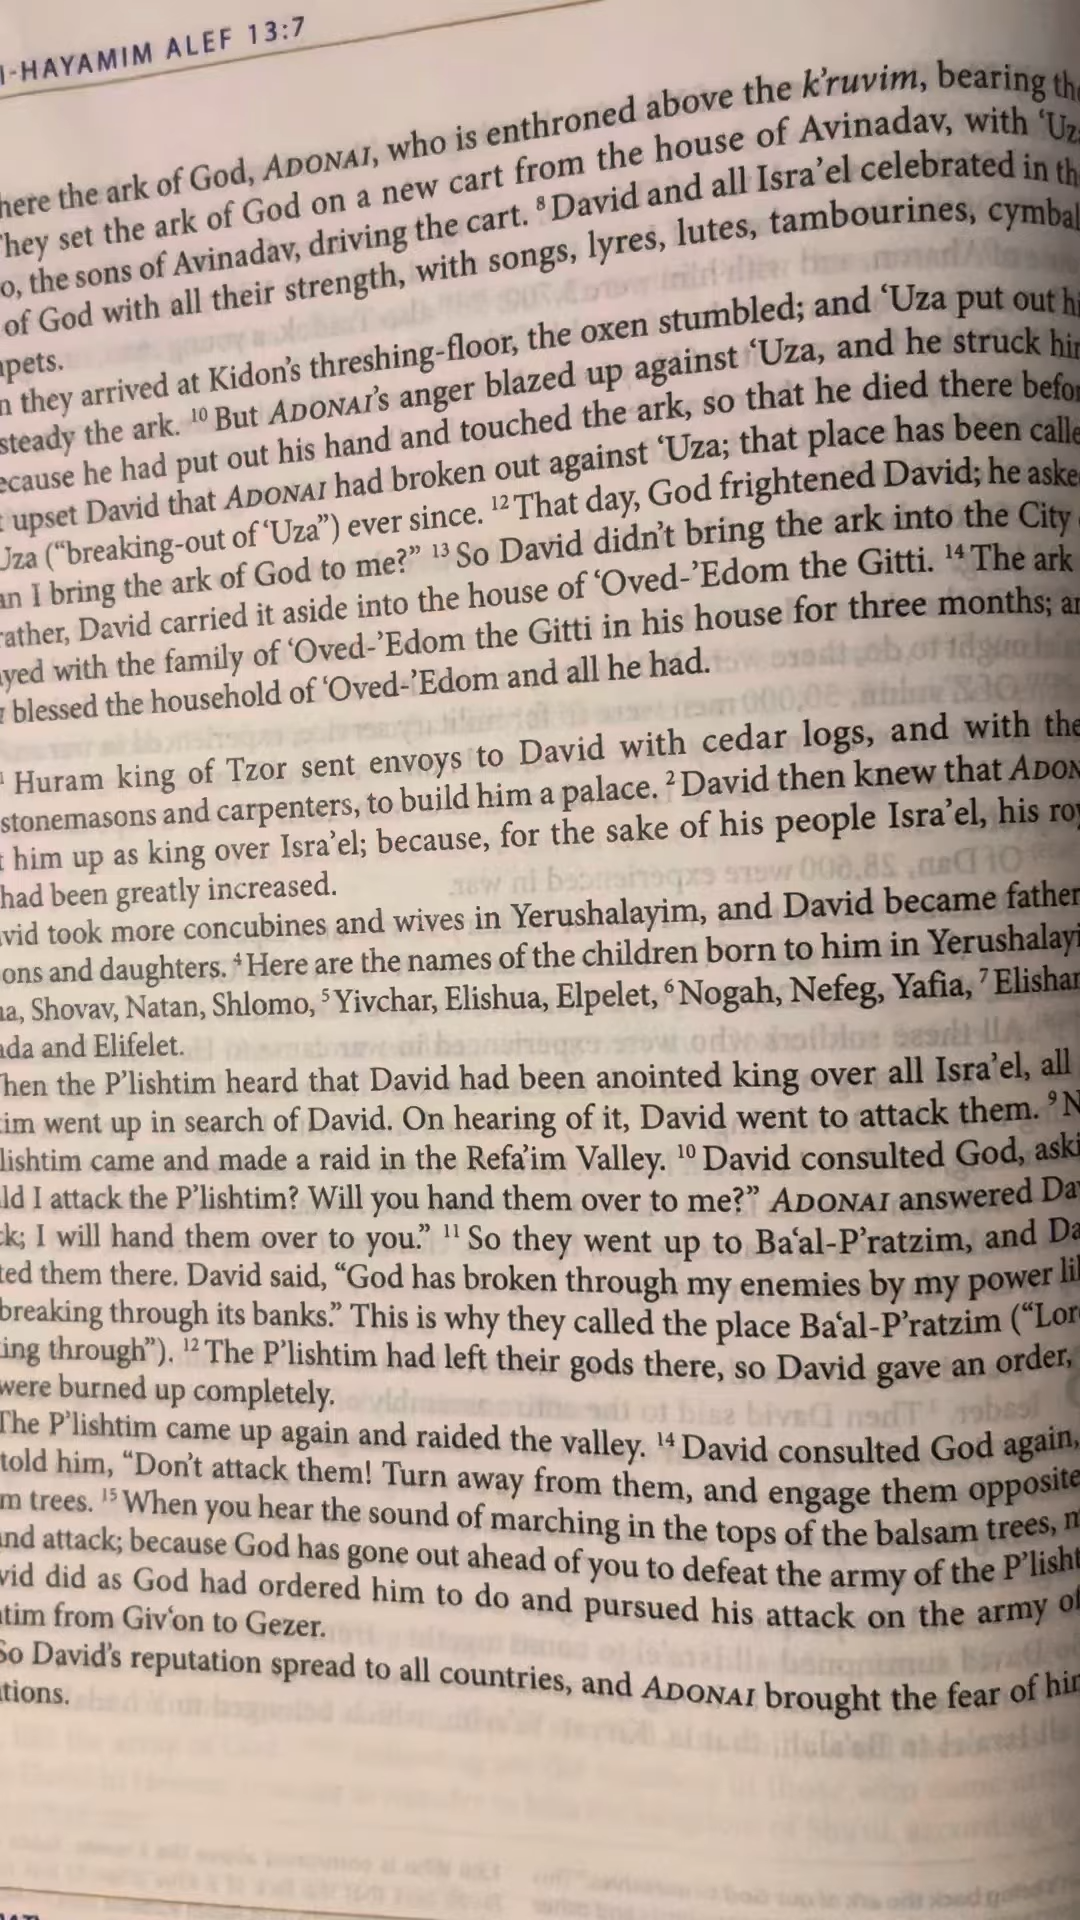 I-HAYAMIM ALEF 13:7
here the ark of God, ADONAI, who is enthroned above the k'ruvim, bearing the
They set the ark of God on a new cart from the house of Avinadav, with ‘Uz
o, the sons of Avinadav, driving the cart. 8 David and all Isra’el celebrated in th
of God with all their strength, with songs, lyres, lutes, tambourines, cymbal
pets.
n they arrived at Kidon’s threshing-floor, the oxen stumbled; and ‘Uza put out hi
steady the ark. 10 But ADONAI’s anger blazed up against ‘Uza, and he struck him
ecause he had put out his hand and touched the ark, so that he died there befor
t upset David that ADONAI had broken out against ‘Uza; that place has been calle
Uza (“breaking-out of ‘Uza”) ever since. 12 That day, God frightened David; he aske
an I bring the ark of God to me?” 13 So David didn’t bring the ark into the City
rather, David carried it aside into the house of ‘Oved-’Edom the Gitti. 14 The ark
ayed with the family of ‘Oved-’Edom the Gitti in his house for three months; an
I blessed the household of ‘Oved-’Edom and all he had.
1 Huram king of Tzor sent envoys to David with cedar logs, and with the
stonemasons and carpenters, to build him a palace. 2 David then knew that ADON
t him up as king over Isra’el; because, for the sake of his people Isra’el, his roy
had been greatly increased.
vid took more concubines and wives in Yerushalayim, and David became father
ons and daughters. 4 Here are the names of the children born to him in Yerushalayi
ua, Shovav, Natan, Shlomo, 5 Yivchar, Elishua, Elpelet, 6 Nogah, Nefeg, Yafia, 7 Elisham
ada and Elifelet.
hen the P’lishtim heard that David had been anointed king over all Isra’el, all
tim went up in search of David. On hearing of it, David went to attack them. 9 N
lishtim came and made a raid in the Refa’im Valley. 10 David consulted God, aski
ld I attack the P’lishtim? Will you hand them over to me?” ADONAI answered Da
ck; I will hand them over to you.” 11 So they went up to Ba‘al-P’ratzim, and Da
ted them there. David said, “God has broken through my enemies by my power lik
breaking through its banks.” This is why they called the place Ba‘al-P’ratzim (“Lor
ing through”). 12 The P’lishtim had left their gods there, so David gave an order,
were burned up completely.
The P’lishtim came up again and raided the valley. 14 David consulted God again,
told him, “Don’t attack them! Turn away from them, and engage them opposite
m trees. 15 When you hear the sound of marching in the tops of the balsam trees, m
and attack; because God has gone out ahead of you to defeat the army of the P’lisht
vid did as God had ordered him to do and pursued his attack on the army of
htim from Giv‘on to Gezer.
So David’s reputation spread to all countries, and ADONAI brought the fear of him
ations.